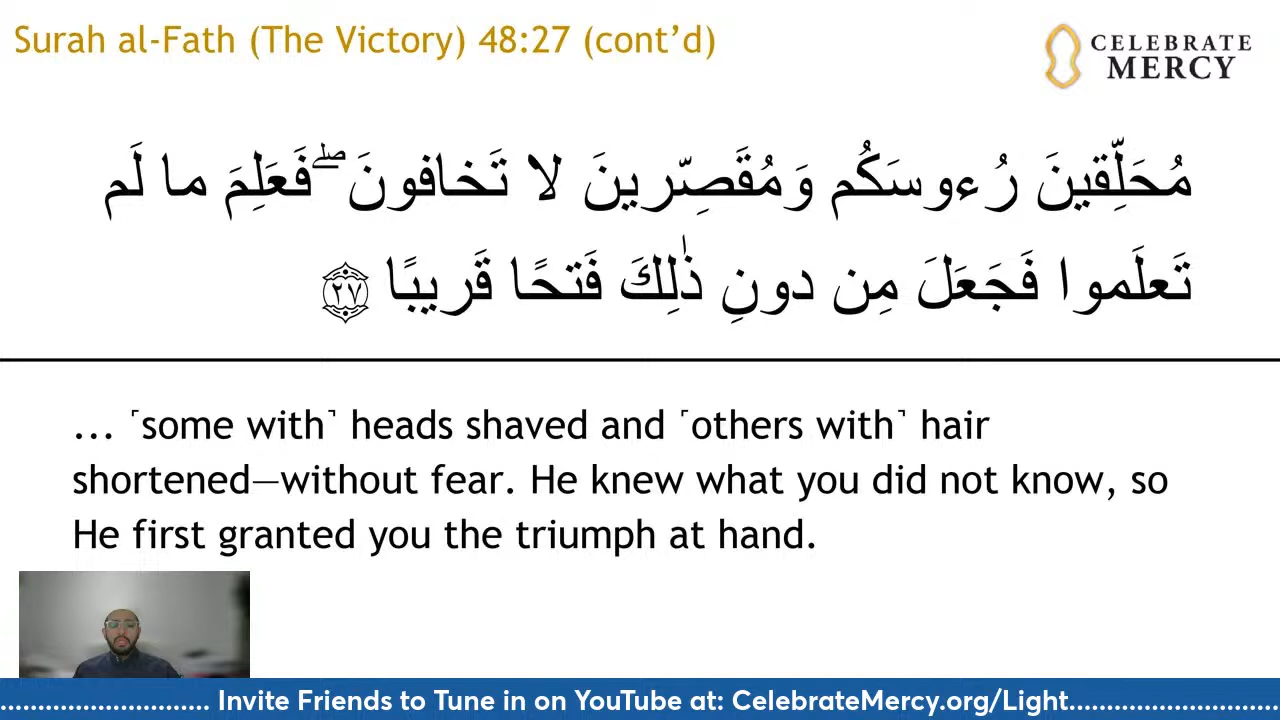 Surah al-Fath (The Victory) 48:27 (cont’d)
CELEBRATE
MERCY
مُحَلِّقينَ رُءوسَكُم وَمُقَصِّرينَ لا تَخافونَ ۖ فَعَلِمَ ما لَم
تَعلَموا فَجَعَلَ مِن دونِ ذٰلِكَ فَتحًا قَريبًا ﴿٢٧﴾
... ⸢some with⸣ heads shaved and ⸢others with⸣ hair
shortened—without fear. He knew what you did not know, so
He first granted you the triumph at hand.
............................ Invite Friends to Tune in on YouTube at: CelebrateMercy.org/Light............................